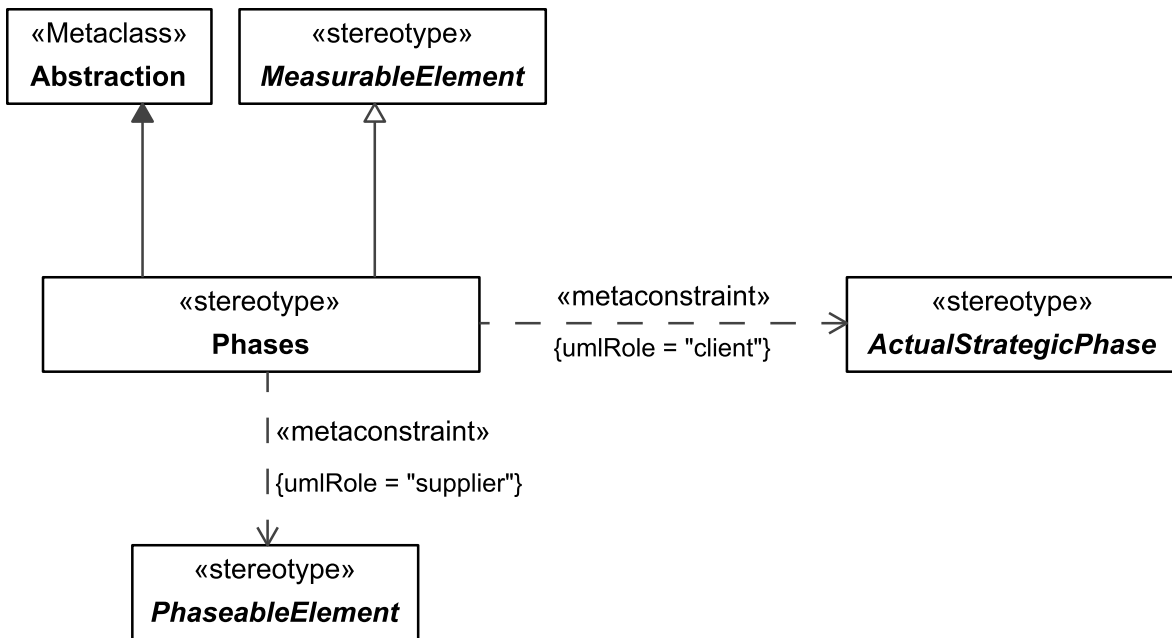 «Metaclass»
Abstraction
«stereotype»
MeasurableElement
«stereotype»
Phases
«metaconstraint»
{umlRole = "client"}
«stereotype»
ActualStrategicPhase
«metaconstraint»
{umlRole = "supplier"}
«stereotype»
PhaseableElement